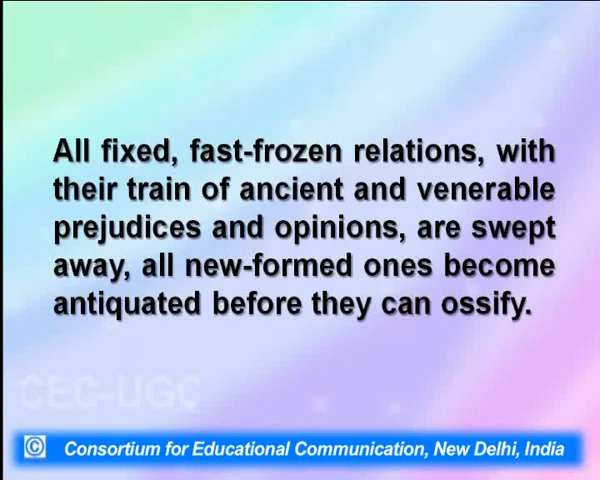 All fixed, fast-frozen relations, with
their train of ancient and venerable
prejudices and opinions, are swept
away, all new-formed ones become
antiquated before they can ossify.
CEC-UGC
© Consortium for Educational Communication, New Delhi, India